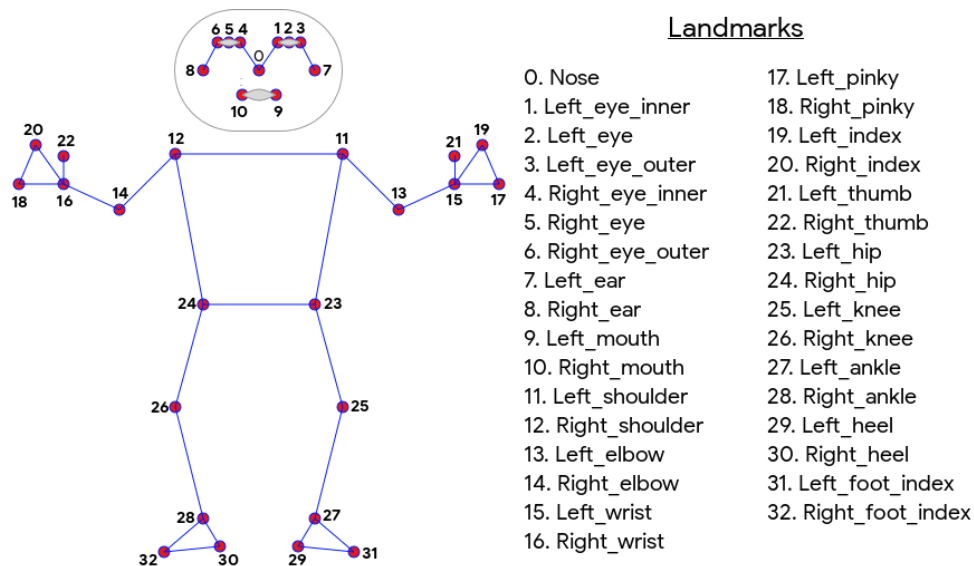 6 5 4 1 2 3
0
8 7
10 9
20 22 12 11 21 19
18 16 14 13 15 17
24 23
26 25
28 27
32 30 29 31
Landmarks
0. Nose
1. Left_eye_inner
2. Left_eye
3. Left_eye_outer
4. Right_eye_inner
5. Right_eye
6. Right_eye_outer
7. Left_ear
8. Right_ear
9. Left_mouth
10. Right_mouth
11. Left_shoulder
12. Right_shoulder
13. Left_elbow
14. Right_elbow
15. Left_wrist
16. Right_wrist
17. Left_pinky
18. Right_pinky
19. Left_index
20. Right_index
21. Left_thumb
22. Right_thumb
23. Left_hip
24. Right_hip
25. Left_knee
26. Right_knee
27. Left_ankle
28. Right_ankle
29. Left_heel
30. Right_heel
31. Left_foot_index
32. Right_foot_index